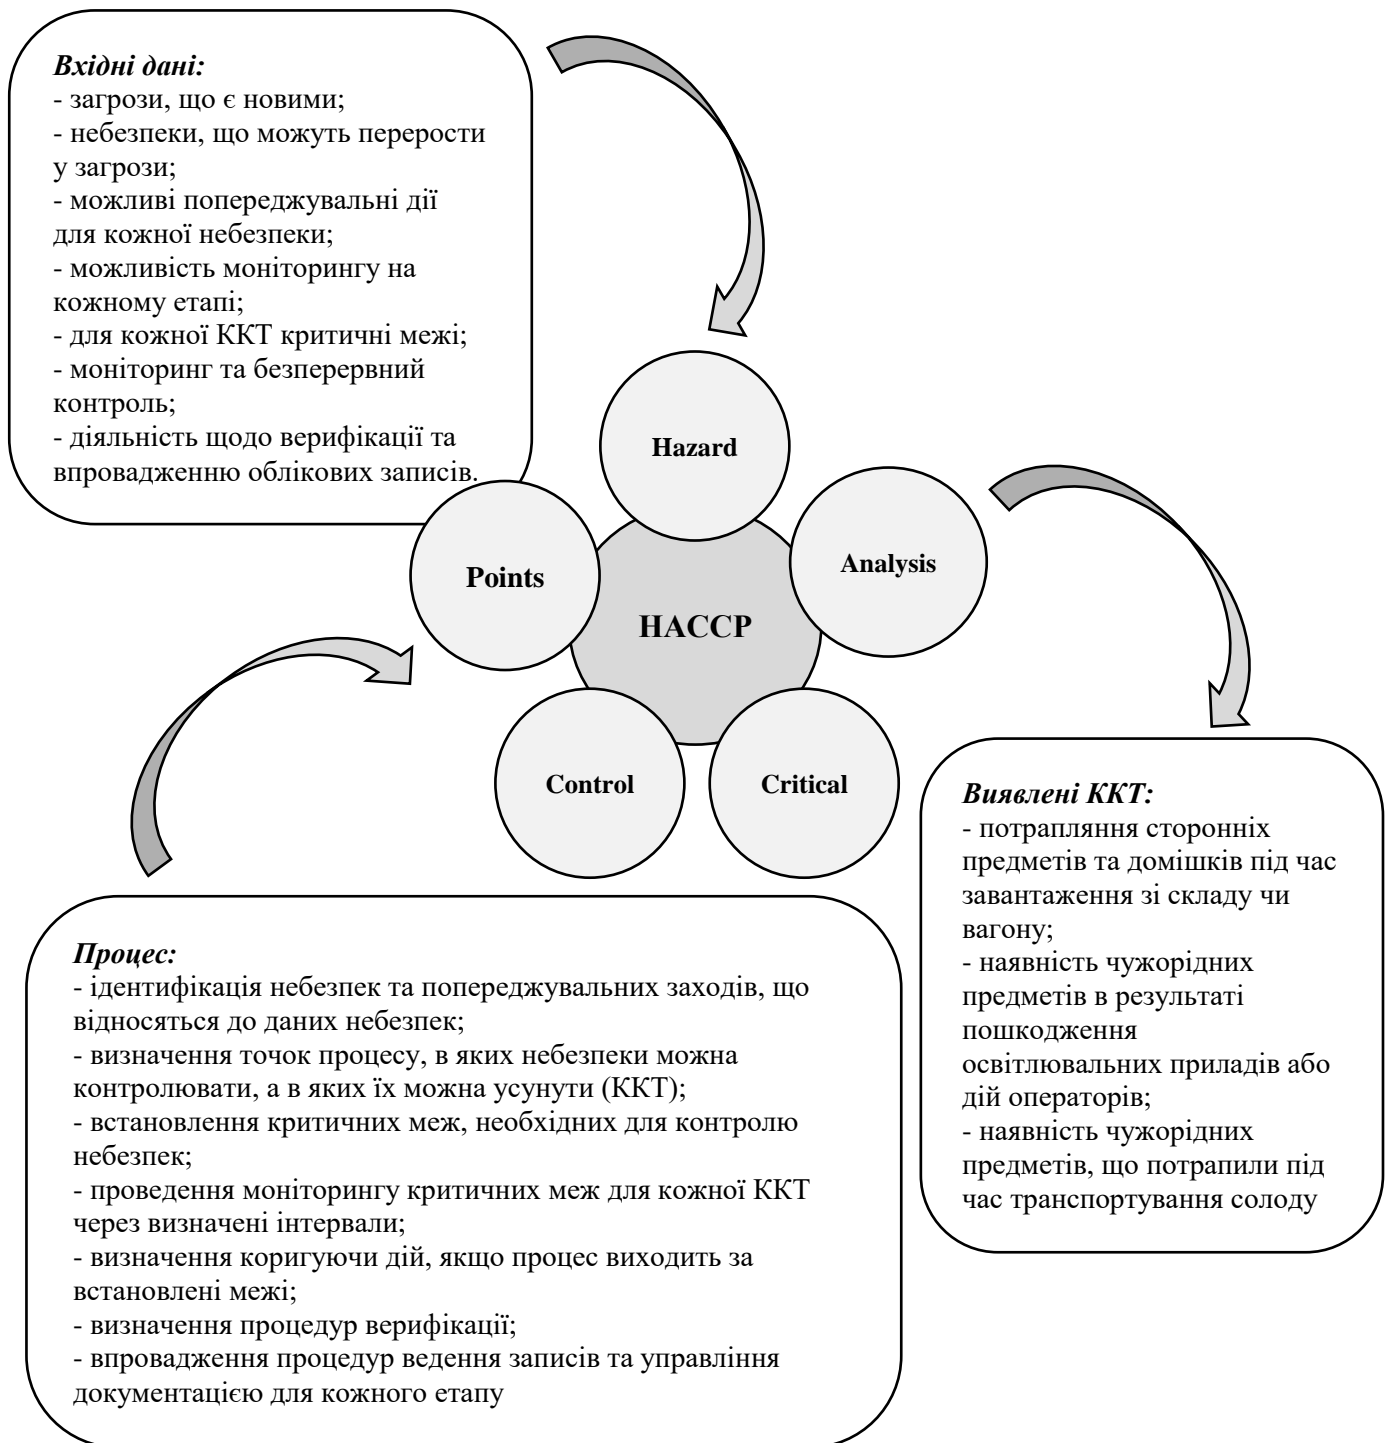 Вхідні дані:
- загрози, що є новими;
- небезпеки, що можуть перерости
у загрози;
- можливі попереджувальні дії
для кожної небезпеки;
- можливість моніторингу на
кожному етапі;
- для кожної ККТ критичні межі;
- моніторинг та безперервний
контроль;
- діяльність щодо верифікації та
впровадженню облікових записів.
Hazard
Analysis
Points
HACCP
Control
Critical
Виявлені ККТ:
- потрапляння сторонніх
предметів та домішків під час
завантаження зі складу чи
вагону;
- наявність чужорідних
предметів в результаті
пошкодження
освітлювальних приладів або
дій операторів;
- наявність чужорідних
предметів, що потрапили під
час транспортування солоду
Процес:
- ідентифікація небезпек та попереджувальних заходів, що
відносяться до даних небезпек;
- визначення точок процесу, в яких небезпеки можна
контролювати, а в яких їх можна усунути (ККТ);
- встановлення критичних меж, необхідних для контролю
небезпек;
- проведення моніторингу критичних меж для кожної ККТ
через визначені інтервали;
- визначення коригуючи дій, якщо процес виходить за
встановлені межі;
- визначення процедур верифікації;
- впровадження процедур ведення записів та управління
документацією для кожного етапу